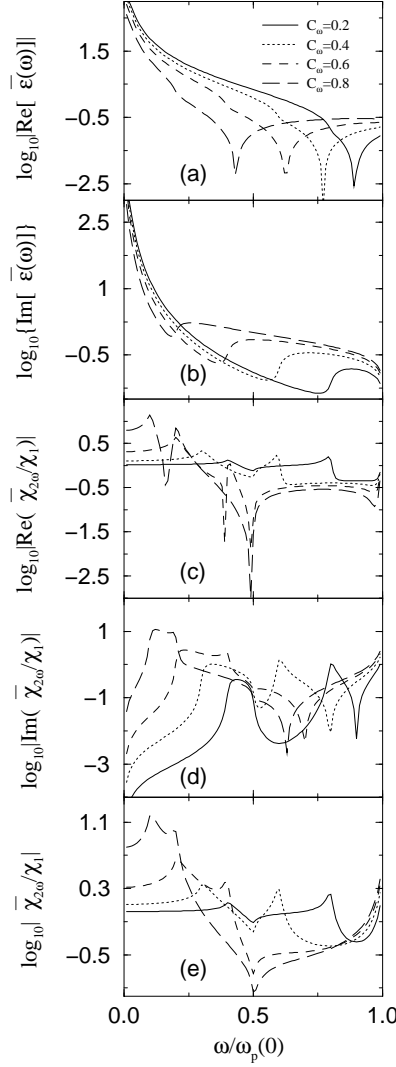 C_ω=0.2
C_ω=0.4
C_ω=0.6
C_ω=0.8
1.5
−0.5
−2.5
log₁₀|Re[ ε̅(ω)]|
(a)
2.5
1
−0.5
log₁₀{Im[ ε̅(ω)]}
(b)
0.5
−0.5
−1.5
−2.5
log₁₀|Re( χ̅_2ω/χ₁)|
(c)
1
−1
−3
log₁₀|Im( χ̅_2ω/χ₁)|
(d)
1.1
0.3
−0.5
log₁₀| χ̅_2ω/χ₁|
(e)
0.0 0.5 1.0
ω/ω_p(0)